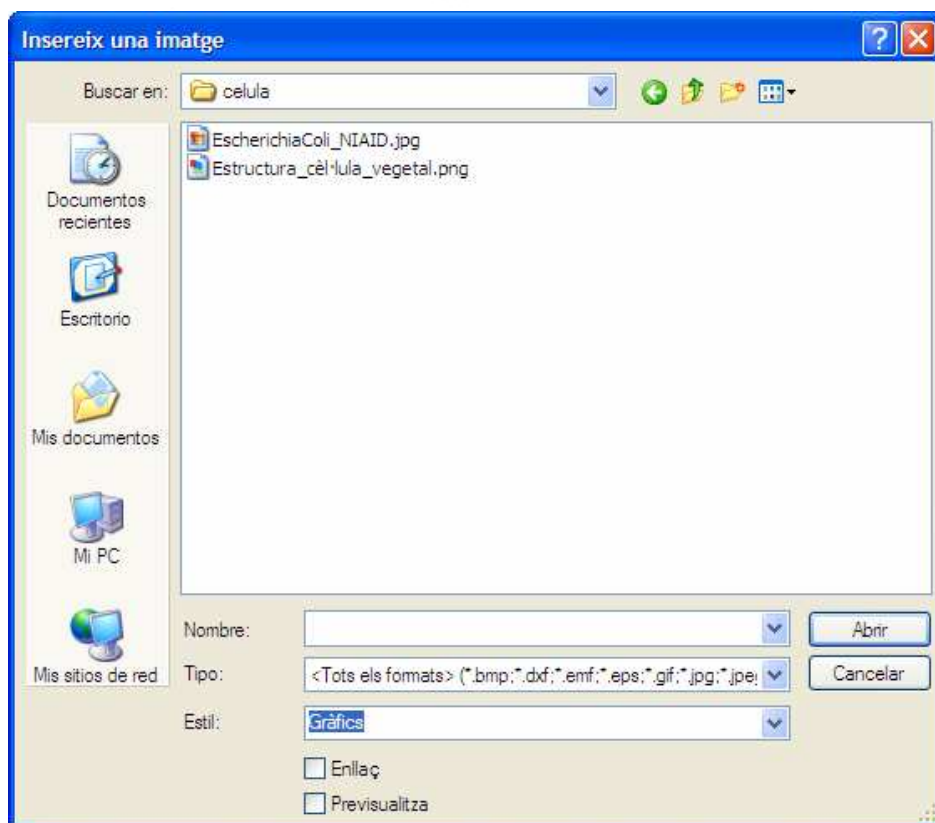 Insereix una imatge
Buscar en:
celula
EscherichiaColi_NIAID.jpg
Estructura_cèl·lula_vegetal.png
Documentos
recientes
Escritorio
Mis documentos
Mi PC
Mis sitios de red
Nombre:
Abrir
Tipo:
<Tots els formats> (*.bmp;*.dxf;*.emf;*.eps;*.gif;*.jpg;*.jpe
Cancelar
Estil:
Gràfics
Enllaç
Previsualitza